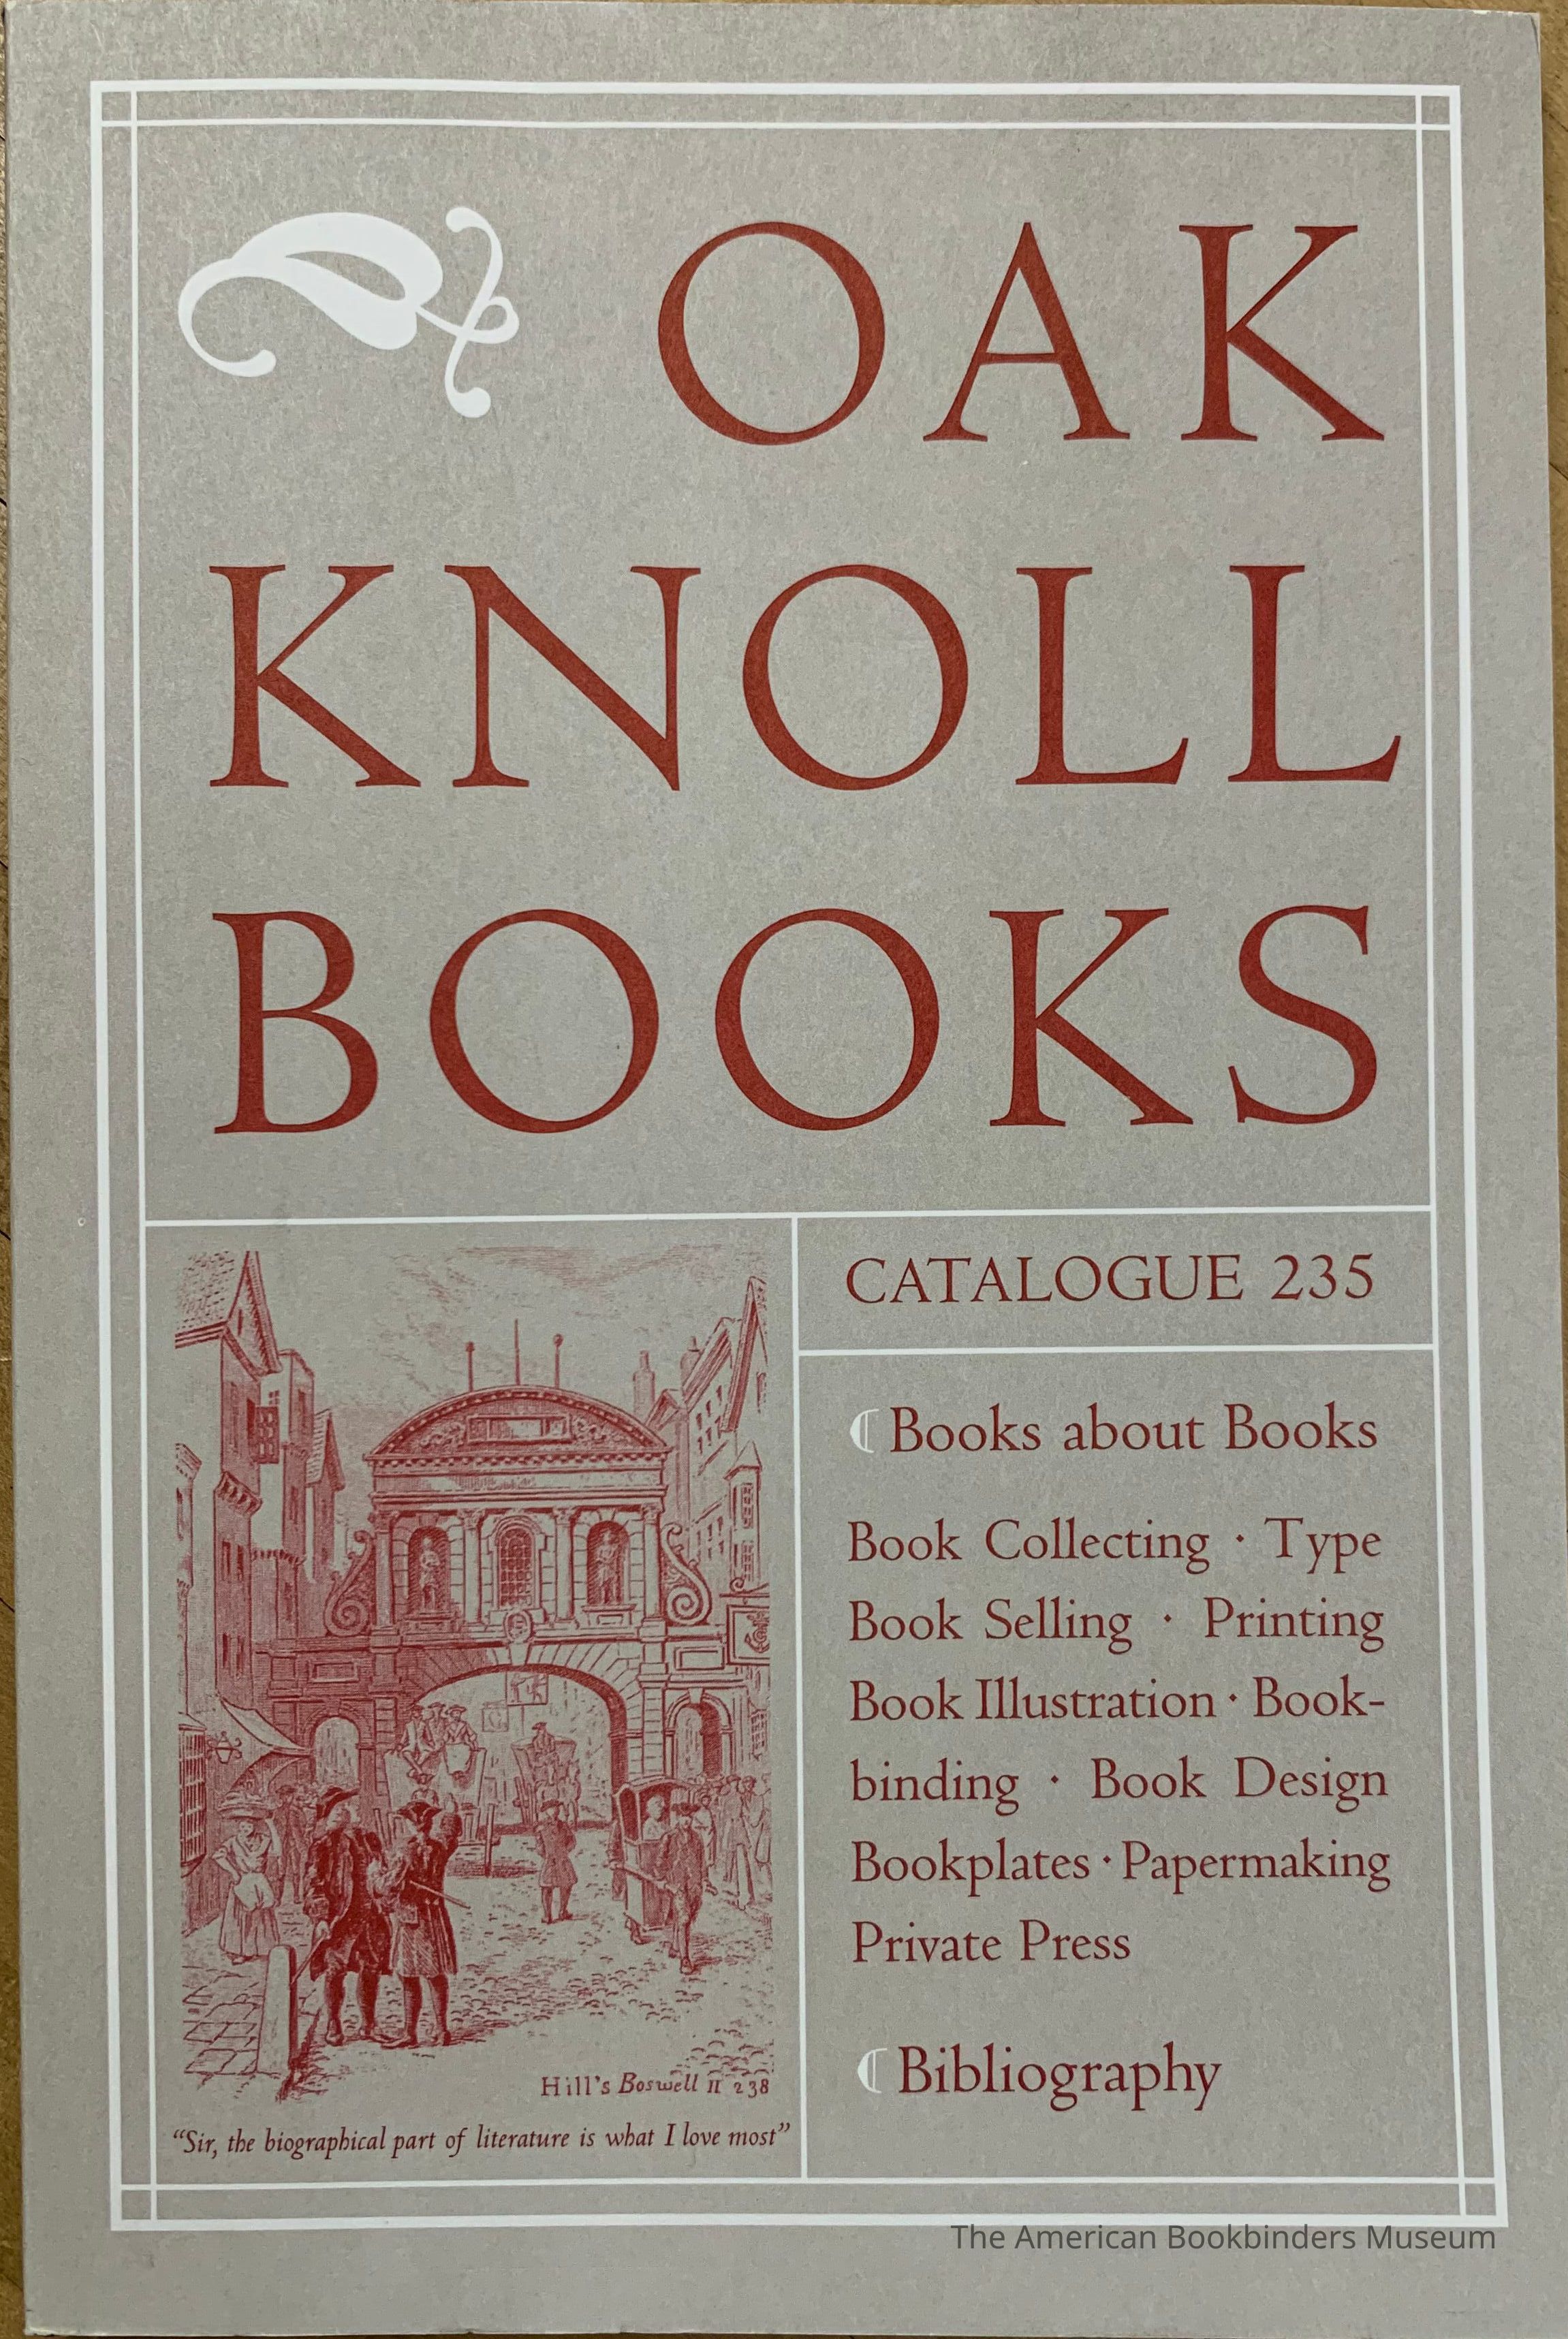 OAK
KNOLL
BOOKS
CATALOGUE 235
Books about Books
Book Collecting · Type
Book Selling · Printing
Book Illustration · Book-
binding · Book Design
Bookplates · Papermaking
Private Press
Bibliography
Hill's Boswell II 238
“Sir, the biographical part of literature is what I love most”
The American Bookbinders Museum